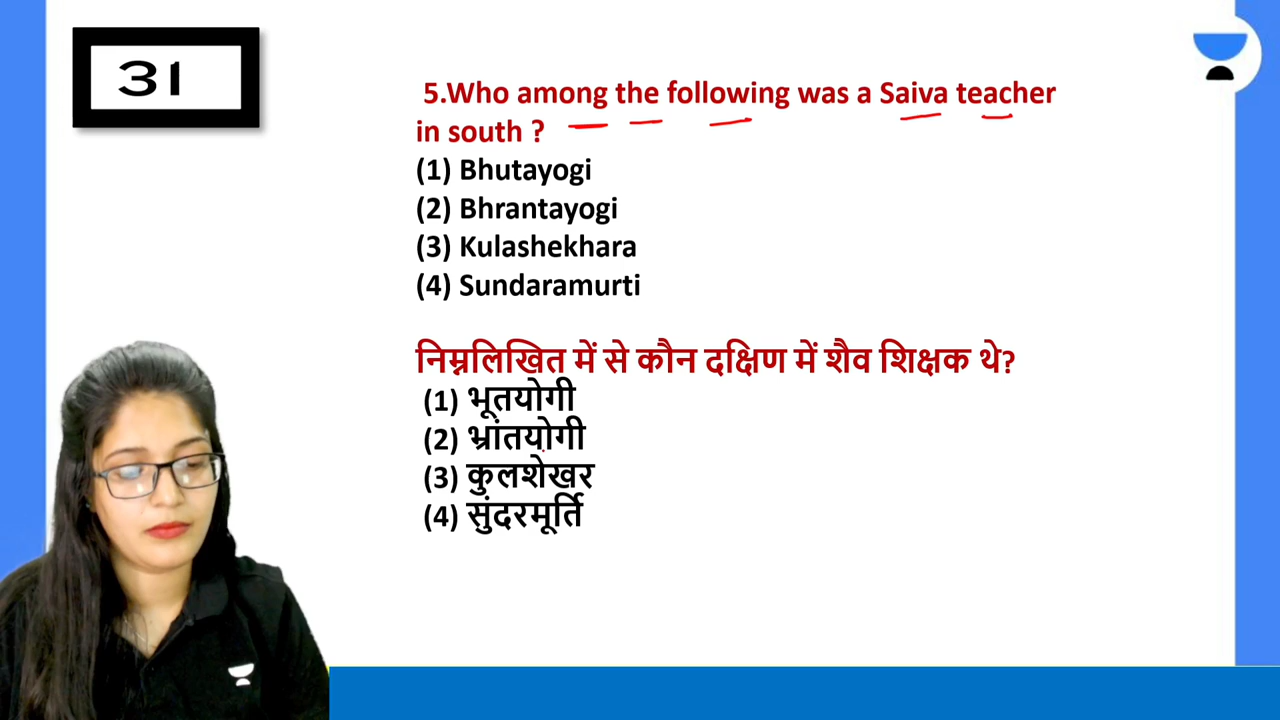 31
5.Who among the following was a Saiva teacher
in south ?
(1) Bhutayogi
(2) Bhrantayogi
(3) Kulashekhara
(4) Sundaramurti
निम्नलिखित में से कौन दक्षिण में शैव शिक्षक थे?
(1) भूतयोगी
(2) भ्रांतयोगी
(3) कुलशेखर
(4) सुंदरमूर्ति